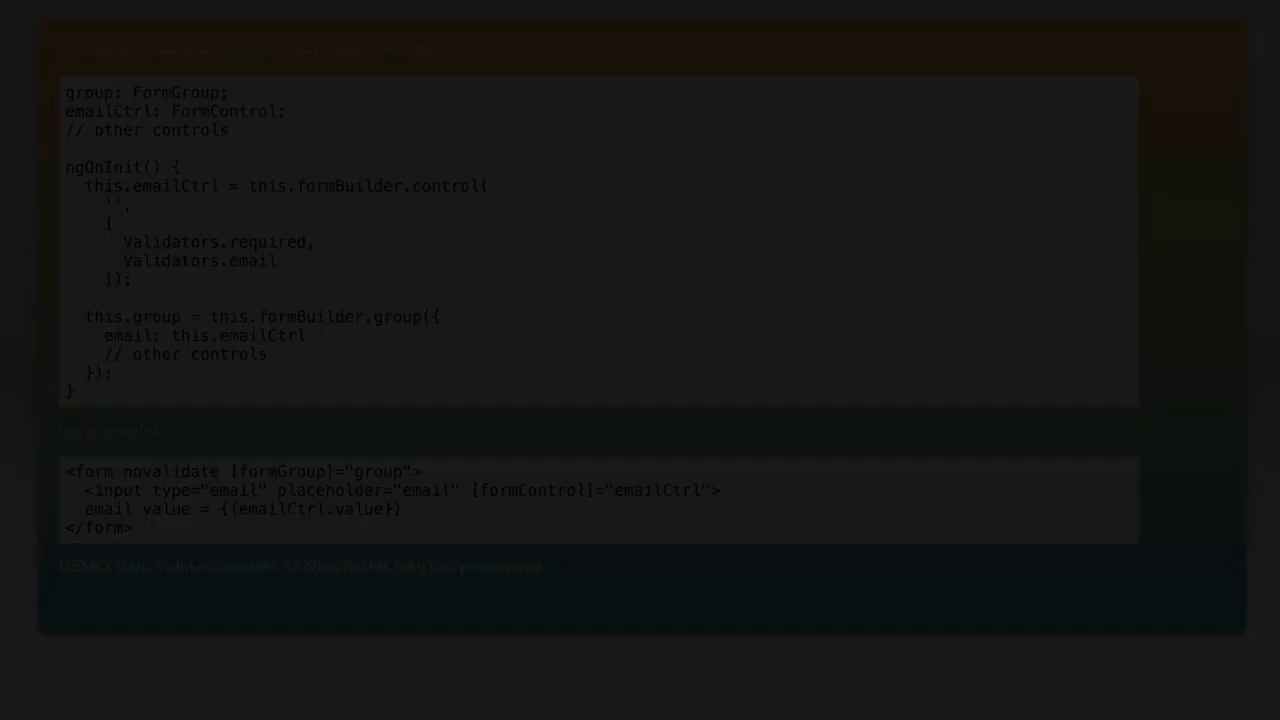 group: FormGroup;
emailCtrl: FormControl;
// other controls
ngOnInit() {
this.emailCtrl = this.formBuilder.control(
'',
[
Validators.required,
Validators.email
]);
this.group = this.formBuilder.group({
email: this.emailCtrl
// other controls
});
}
<form novalidate [formGroup]="group">
<input type="email" placeholder="email" [formControl]="emailCtrl">
email value = {{emailCtrl.value}}
</form>
DEMO